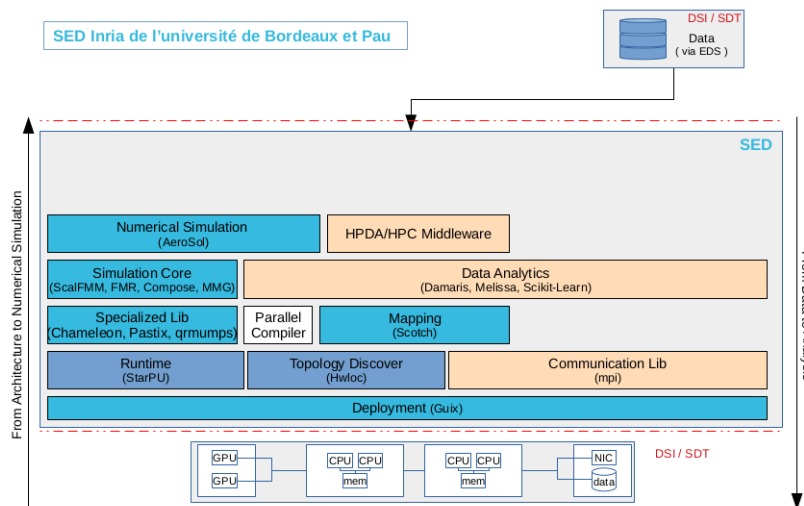 DSI / SDT
SED Inria de l'université de Bordeaux et Pau
Data
( via EDS )
SED
From Architecture to Numerical Simulation
Numerical Simulation
(AeroSol)
HPDA/HPC Middleware
Simulation Core
(ScalFMM, FMR, Compose, MMG)
Data Analytics
(Damaris, Melissa, Scikit-Learn)
Specialized Lib
(Chameleon, Pastix, qrmumps)
Parallel
Compiler
Mapping
(Scotch)
Runtime
(StarPU)
Topology Discover
(Hwloc)
Communication Lib
(mpi)
Deployment (Guix)
DSI / SDT
GPU
GPU
CPU
CPU
mem
CPU
CPU
mem
NIC
data